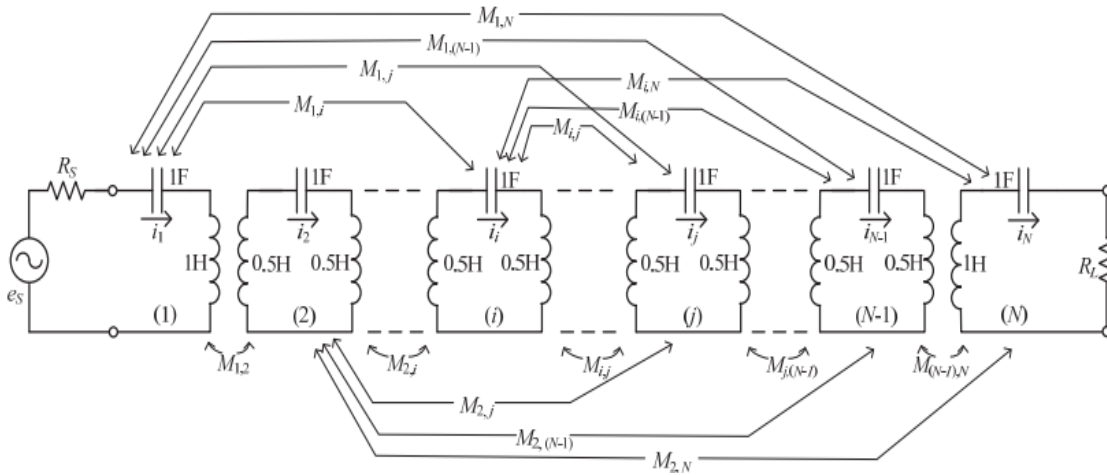 M1,N
M1,(N-1)
M1,j
Mi,N
M1,i
Mi,(N-1)
Mi,j
RS 1F 1F 1F 1F 1F 1F
i1 i2 ii ij iN-1 iN
eS 1H 0.5H 0.5H 0.5H 0.5H 0.5H 0.5H 0.5H 0.5H 1H RL
(1) (2) (i) (j) (N-1) (N)
M1,2 M2,i Mi,j Mj,(N-1) M(N-1),N
M2,j
M2,(N-1)
M2,N